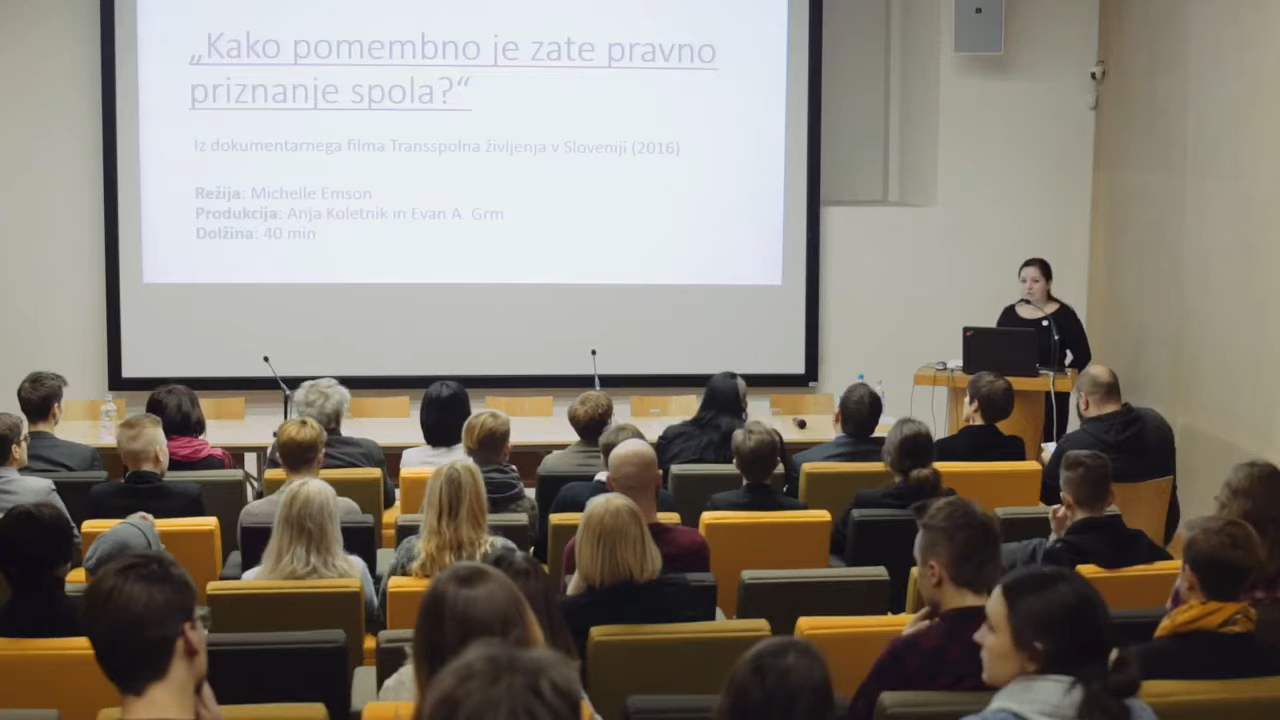 „Kako pomembno je zate pravno
priznanje spola?“
Iz dokumentarnega filma Transspolna življenja v Sloveniji (2016)
Režija: Michelle Emson
Produkcija: Anja Koletnik in Evan A. Grm
Dolžina: 40 min